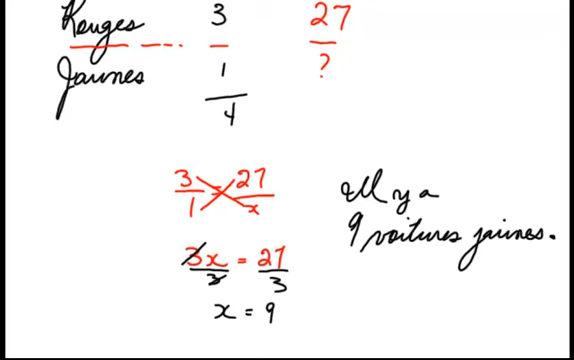 Rouges 3 27
Jaunes 1 ?
4
3/1 = 27/x
3x/3 = 27/3
x = 9
Il y a
9 voitures jaunes.